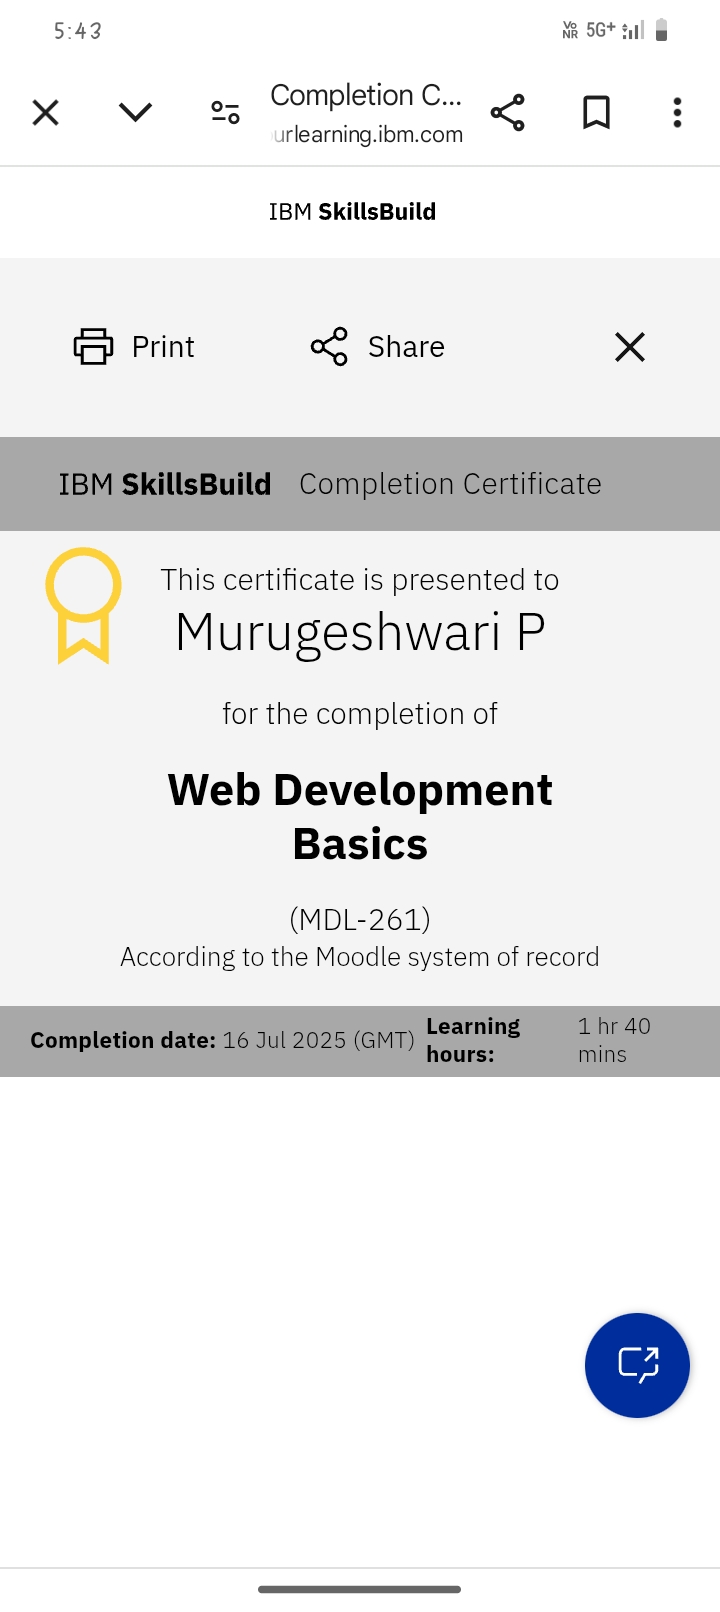 5:43
Vo NR 5G+
Completion C...
urlearning.ibm.com
IBM SkillsBuild
Print Share
IBM SkillsBuild Completion Certificate
This certificate is presented to
Murugeshwari P
for the completion of
Web Development
Basics
(MDL-261)
According to the Moodle system of record
Completion date: 16 Jul 2025 (GMT) Learning hours: 1 hr 40 mins